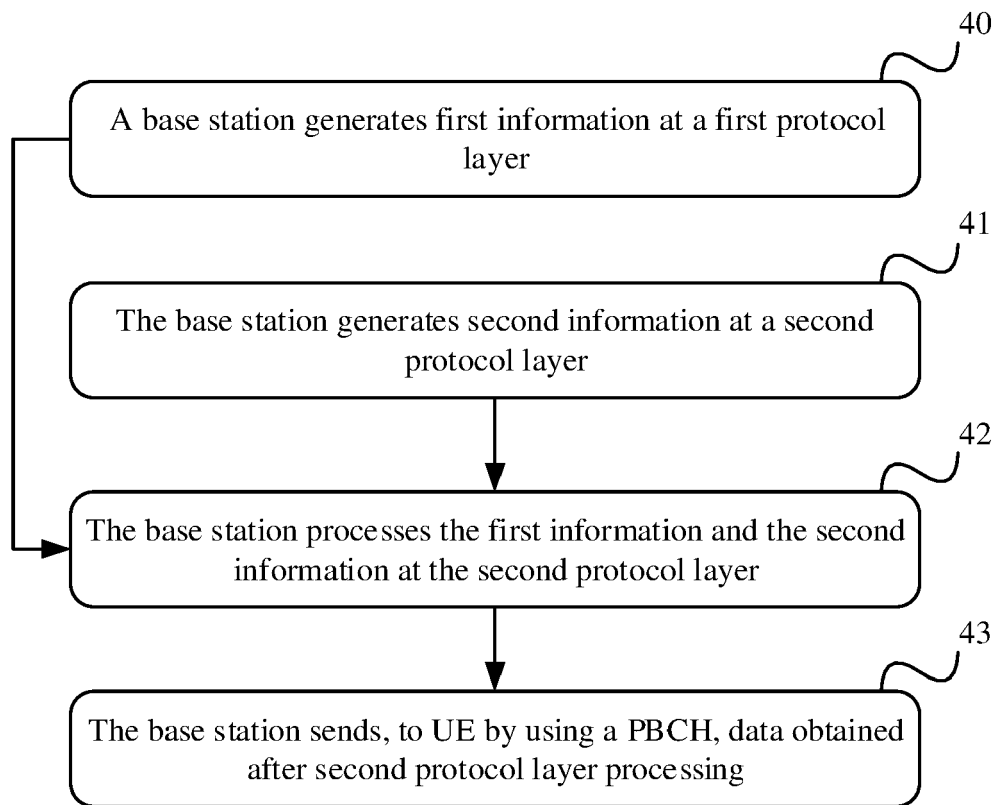 40
A base station generates first information at a first protocol
layer
41
The base station generates second information at a second
protocol layer
42
The base station processes the first information and the second
information at the second protocol layer
43
The base station sends, to UE by using a PBCH, data obtained
after second protocol layer processing